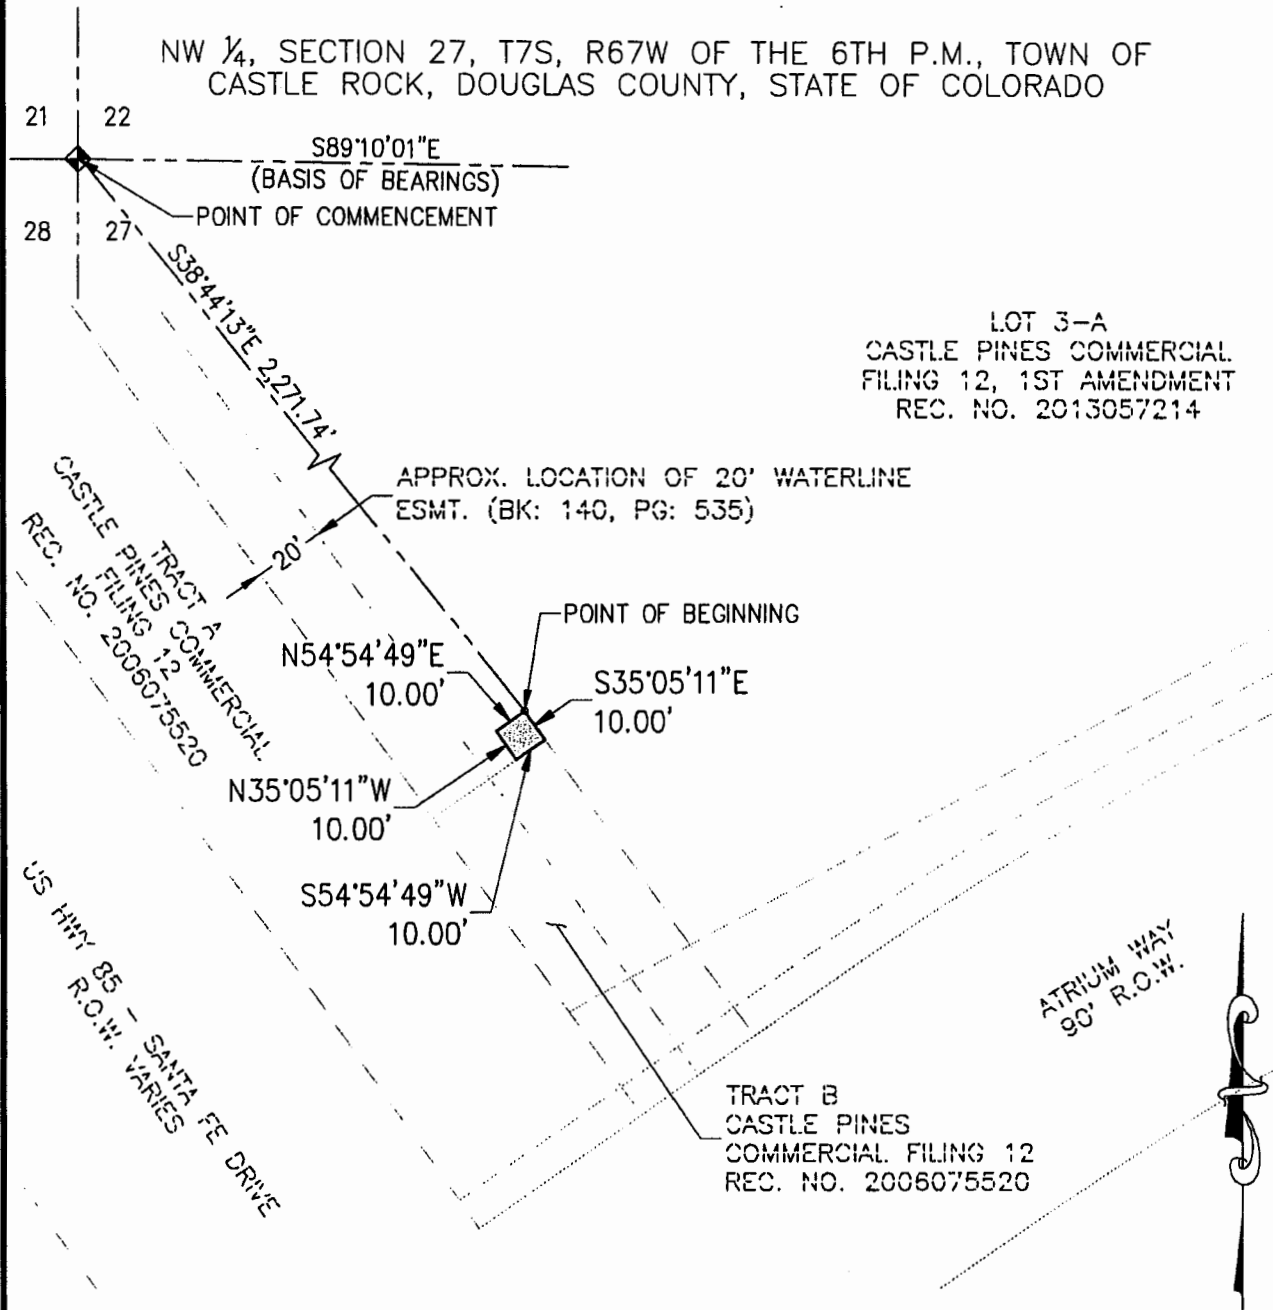 NW ¼, SECTION 27, T7S, R67W OF THE 6TH P.M., TOWN OF
CASTLE ROCK, DOUGLAS COUNTY, STATE OF COLORADO
21
22
S89°10'01"E
(BASIS OF BEARINGS)
POINT OF COMMENCEMENT
28
27
S38°44'13"E 2,271.74'
LOT 3-A
CASTLE PINES COMMERCIAL
FILING 12, 1ST AMENDMENT
REC. NO. 2013057214
APPROX. LOCATION OF 20' WATERLINE
ESMT. (BK: 140, PG: 535)
20'
TRACT A
CASTLE PINES COMMERCIAL
FILING 12
REC. NO. 2006075520
POINT OF BEGINNING
N54°54'49"E
10.00'
S35°05'11"E
10.00'
N35°05'11"W
10.00'
S54°54'49"W
10.00'
US HWY 85 - SANTA FE DRIVE
R.O.W. VARIES
ATRIUM WAY
90' R.O.W.
TRACT B
CASTLE PINES
COMMERCIAL FILING 12
REC. NO. 2006075520